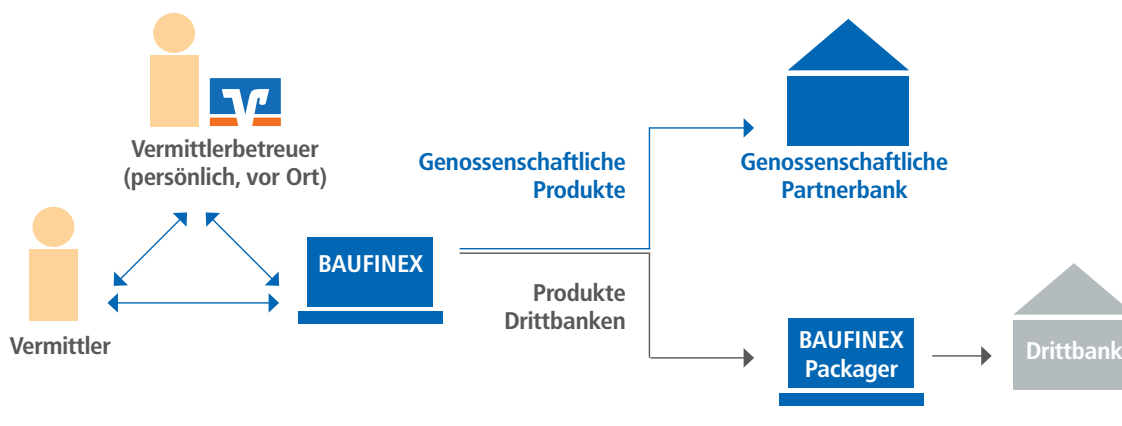 Vermittlerbetreuer
(persönlich, vor Ort)
Genossenschaftliche
Produkte
Genossenschaftliche
Partnerbank
BAUFINEX
Vermittler
Produkte
Drittbanken
BAUFINEX
Packager
Drittbank